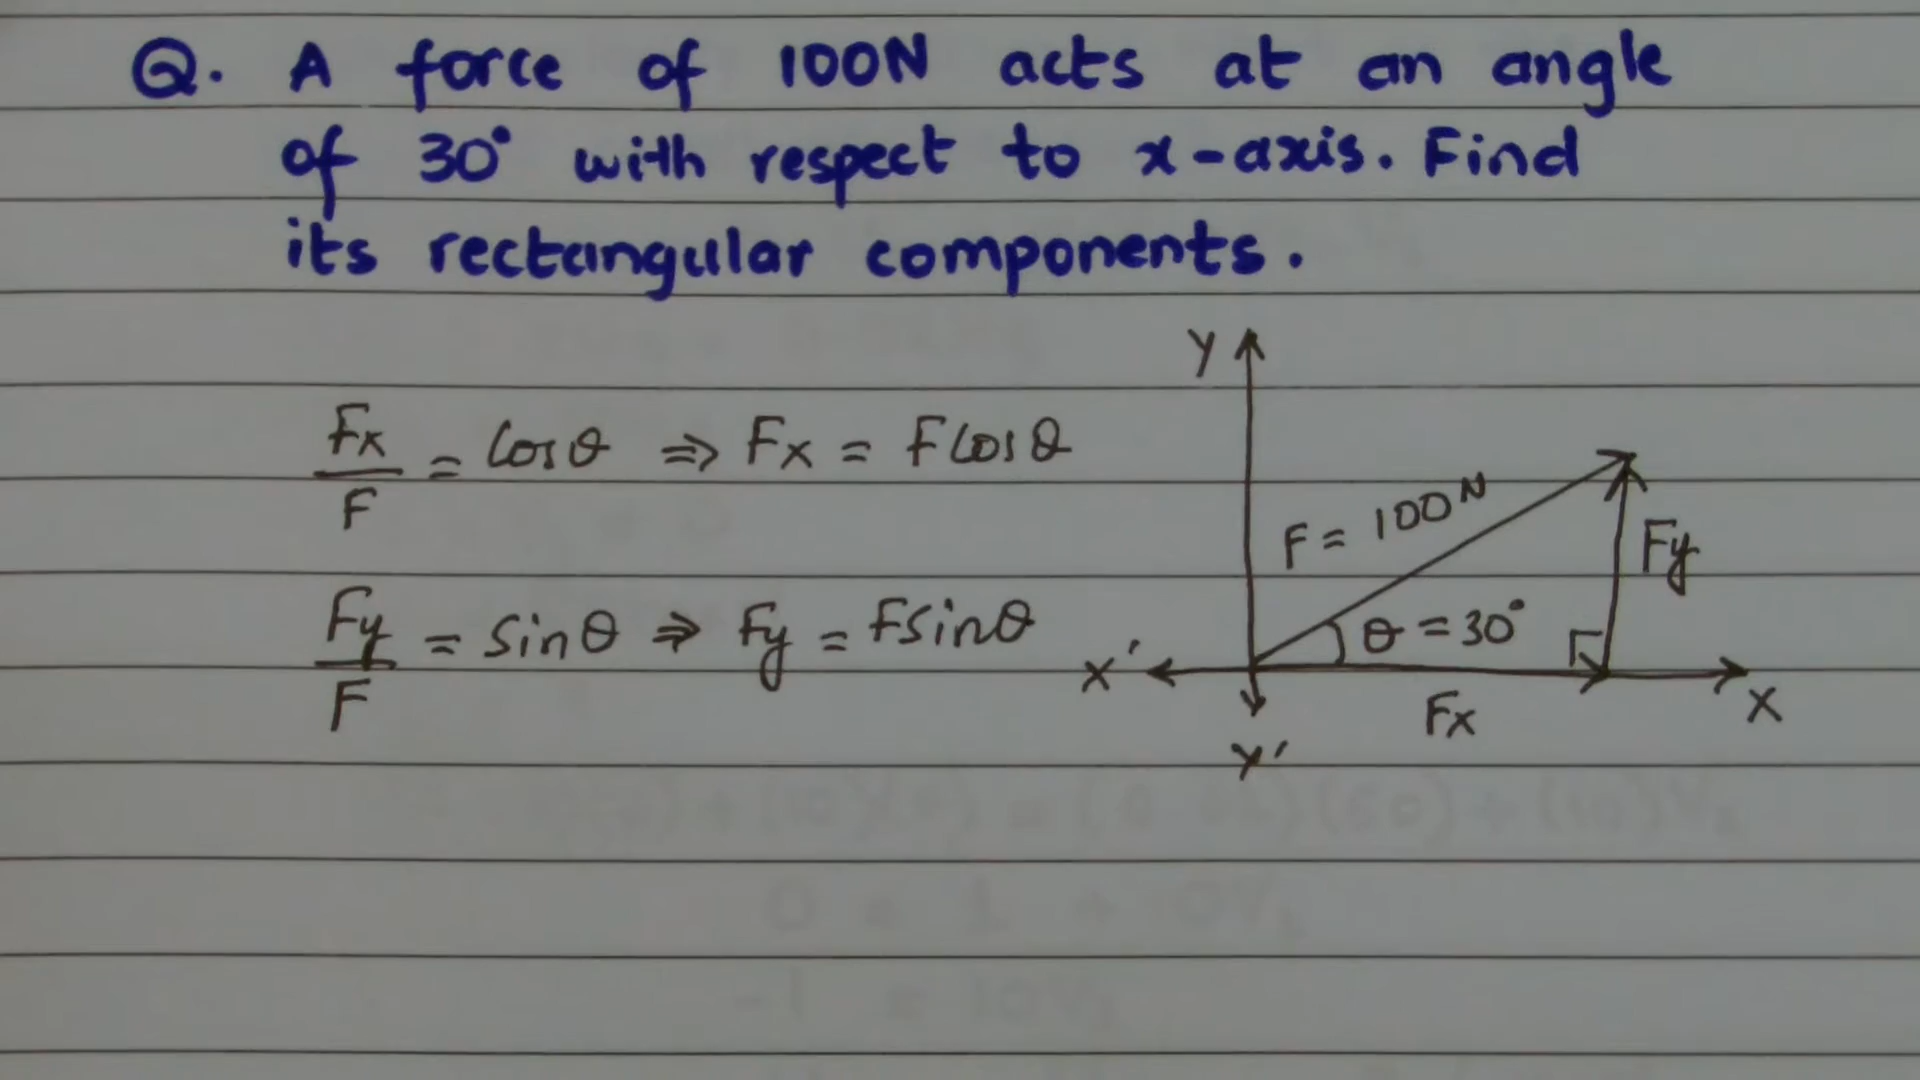 Q. A force of 100N acts at an angle
of 30° with respect to x-axis. Find
its rectangular components.
Y
Fx/F = Cosθ ⇒ Fx = FCosθ
F = 100N
Fy
Fy/F = Sinθ ⇒ Fy = FSinθ
θ = 30°
X'
Fx
X
Y'